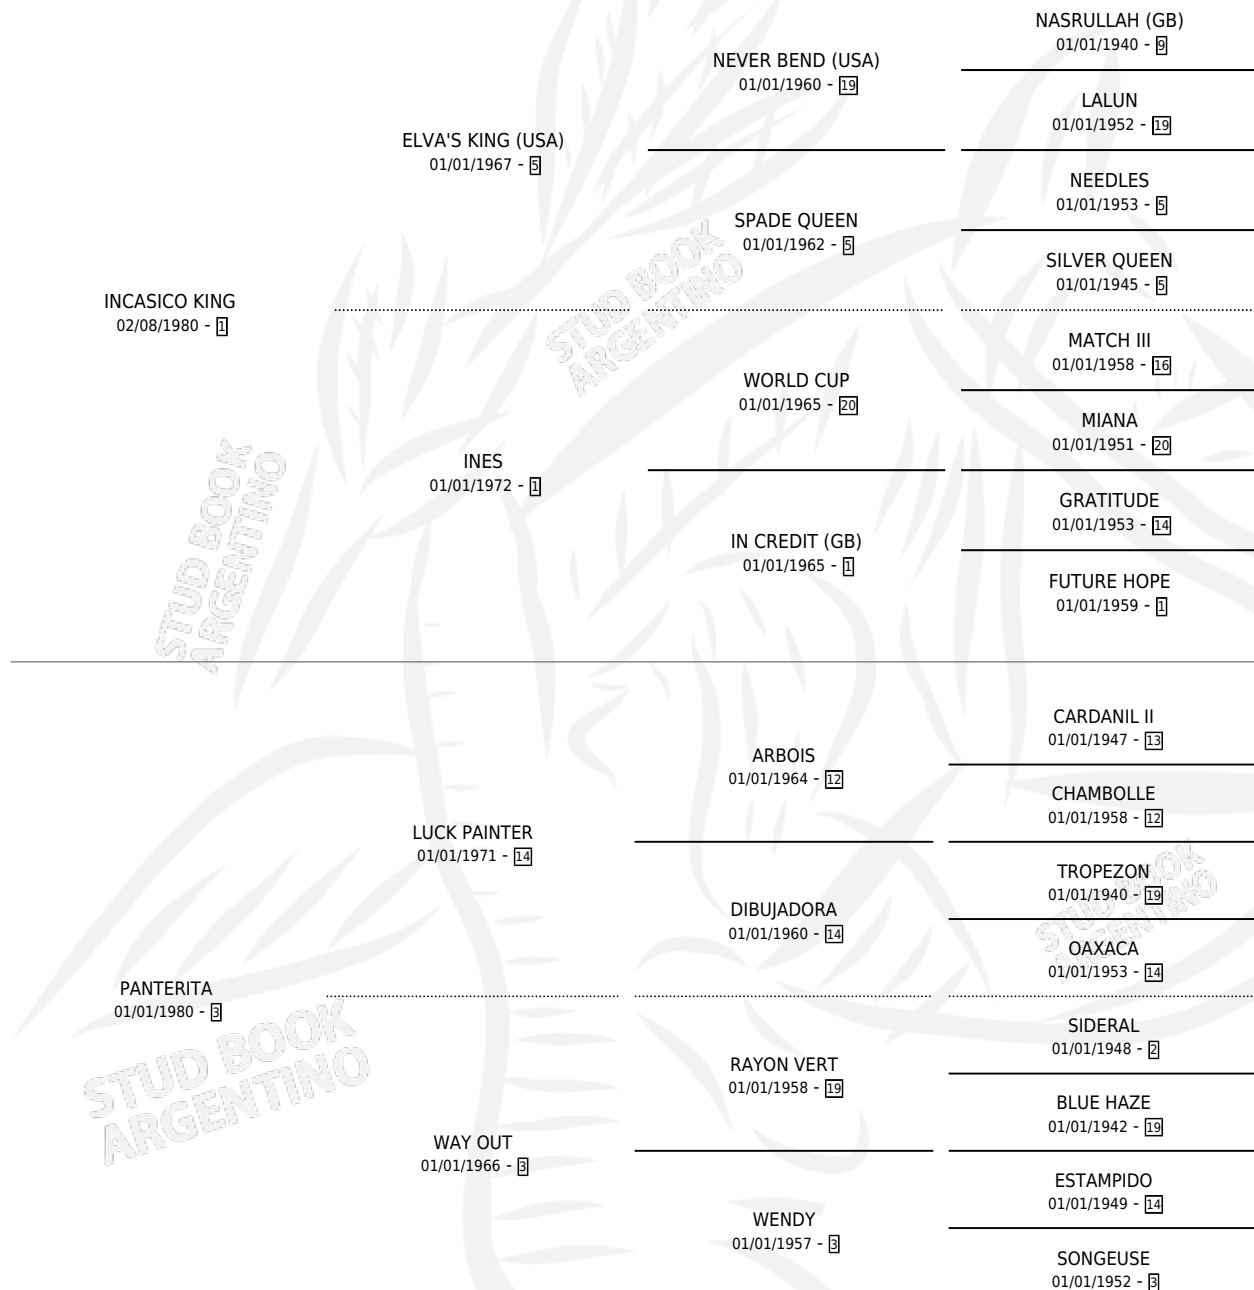 NASRULLAH (GB)
01/01/1940 - 9
NEVER BEND (USA)
01/01/1960 - 19
LALUN
01/01/1952 - 19
ELVA'S KING (USA)
01/01/1967 - 5
NEEDLES
01/01/1953 - 5
SPADE QUEEN
01/01/1962 - 5
SILVER QUEEN
01/01/1945 - 5
INCASICO KING
02/08/1980 - 1
MATCH III
01/01/1958 - 16
WORLD CUP
01/01/1965 - 20
MIANA
01/01/1951 - 20
INES
01/01/1972 - 1
GRATITUDE
01/01/1953 - 14
IN CREDIT (GB)
01/01/1965 - 1
FUTURE HOPE
01/01/1959 - 1
CARDANIL II
01/01/1947 - 13
ARBOIS
01/01/1964 - 12
CHAMBOLLE
01/01/1958 - 12
LUCK PAINTER
01/01/1971 - 14
TROPEZON
01/01/1940 - 19
DIBUJADORA
01/01/1960 - 14
OAXACA
01/01/1953 - 14
PANTERITA
01/01/1980 - 3
SIDERAL
01/01/1948 - 2
RAYON VERT
01/01/1958 - 19
BLUE HAZE
01/01/1942 - 19
WAY OUT
01/01/1966 - 3
ESTAMPIDO
01/01/1949 - 14
WENDY
01/01/1957 - 3
SONGEUSE
01/01/1952 - 3
STUD BOOK
ARGENTINO
STUD BOOK
ARGENTINO
STUD BOOK
ARGENTINO
STUD BOOK
ARGENTINO